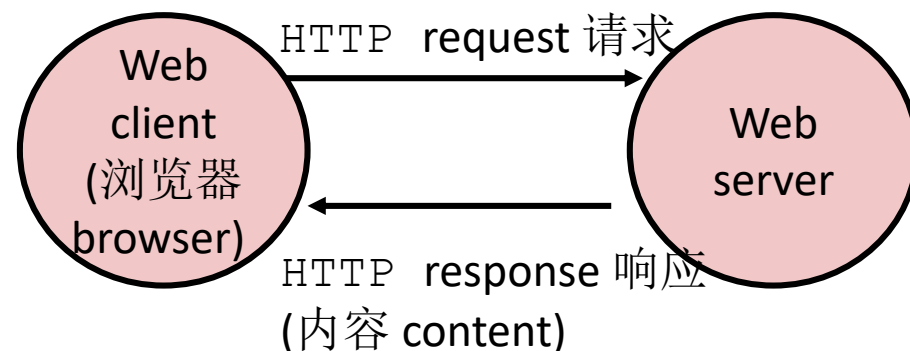 HTTP request 请求
Web
client
(浏览器
browser)
Web
server
HTTP response 响应
(内容 content)